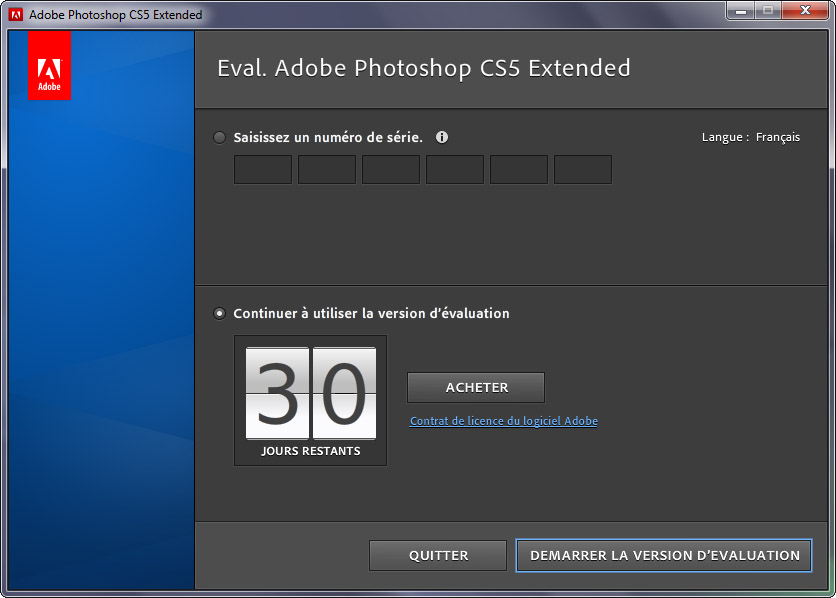 Adobe Photoshop CS5 Extended
Adobe
Eval. Adobe Photoshop CS5 Extended
Saisissez un numéro de série.
Langue : Français
Continuer à utiliser la version d'évaluation
30
JOURS RESTANTS
ACHETER
Contrat de licence du logiciel Adobe
QUITTER
DEMARRER LA VERSION D'EVALUATION